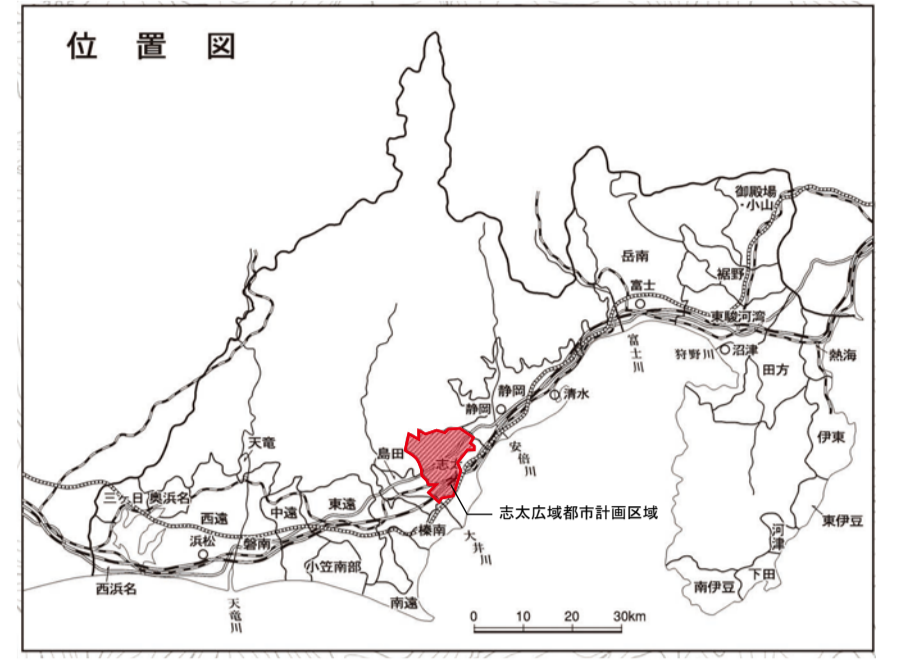 位置図
御殿場
・小山
岳南
裾野
富士
東駿河湾
富士川
狩野川
沼津
熱海
田方
静岡
清水
静岡
安倍川
伊東
天竜
島田
志太
三ヶ日
奥浜名
西遠
中遠
東遠
志太広域都市計画区域
浜松
磐南
榛南
大井川
東伊豆
河津
小笠南部
西浜名
南遠
天竜川
南伊豆
下田
0 10 20 30km